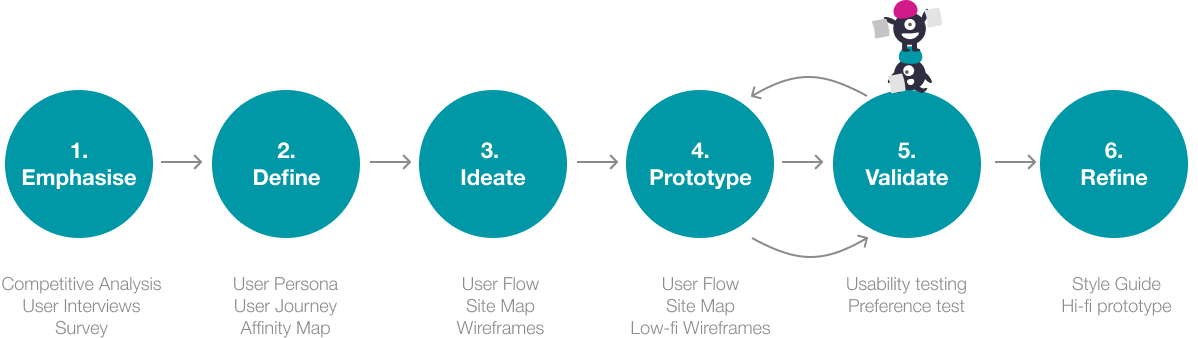 1.
Emphasise
2.
Define
3.
Ideate
4.
Prototype
5.
Validate
6.
Refine
Competitive Analysis
User Interviews
Survey
User Persona
User Journey
Affinity Map
User Flow
Site Map
Wireframes
User Flow
Site Map
Low-fi Wireframes
Usability testing
Preference test
Style Guide
Hi-fi prototype